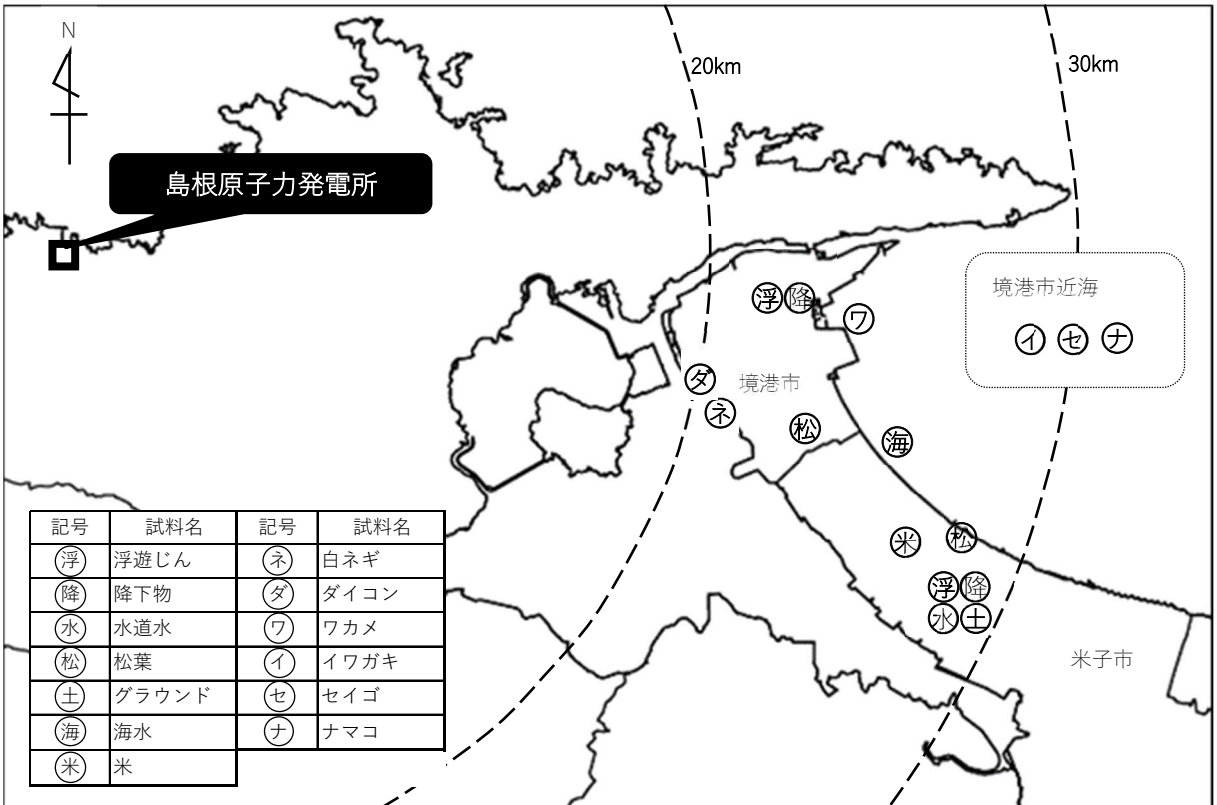 N
20km
30km
島根原子力発電所
境港市近海
イ セ ナ
浮 降
ワ
ダ
境港市
ネ
松
海
米
松
浮 降
水 土
米子市
記号 試料名 記号 試料名
浮 浮遊じん ネ 白ネギ
降 降下物 ダ ダイコン
水 水道水 ワ ワカメ
松 松葉 イ イワガキ
土 グラウンド セ セイゴ
海 海水 ナ ナマコ
米 米